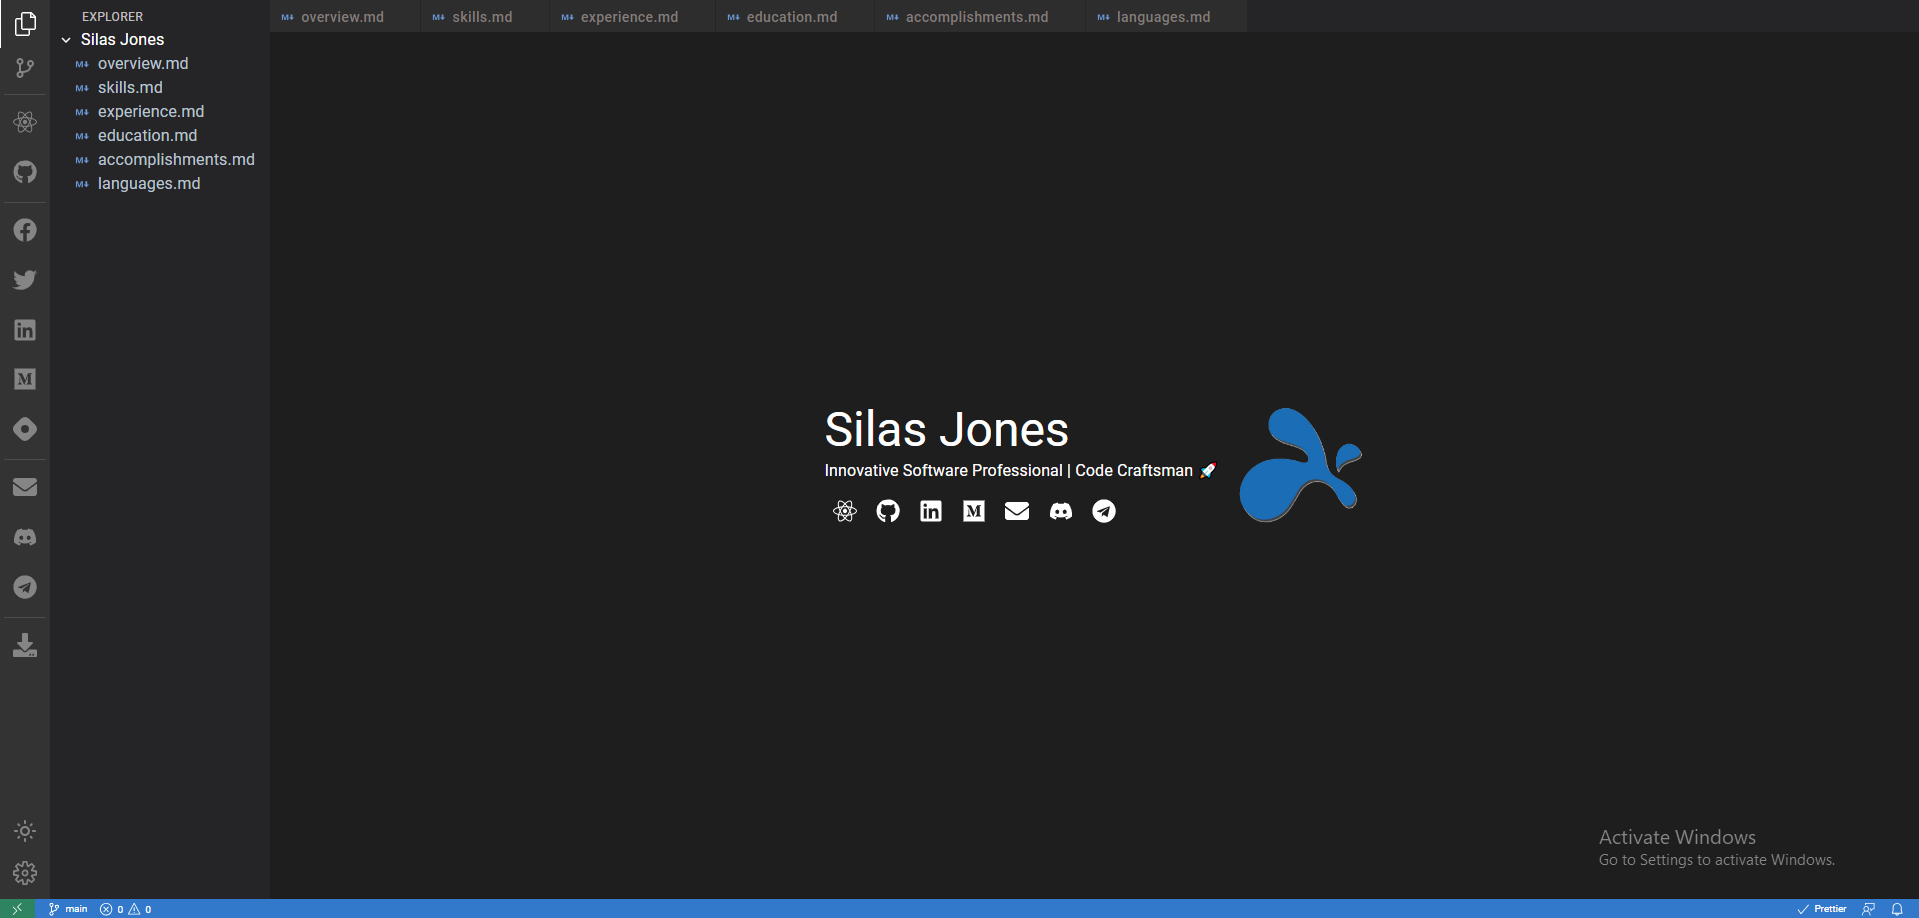 EXPLORER
Silas Jones
overview.md
skills.md
experience.md
education.md
accomplishments.md
languages.md
overview.md
skills.md
experience.md
education.md
accomplishments.md
languages.md
Silas Jones
Innovative Software Professional | Code Craftsman 🚀
Activate Windows
Go to Settings to activate Windows.
main 0 0
Prettier